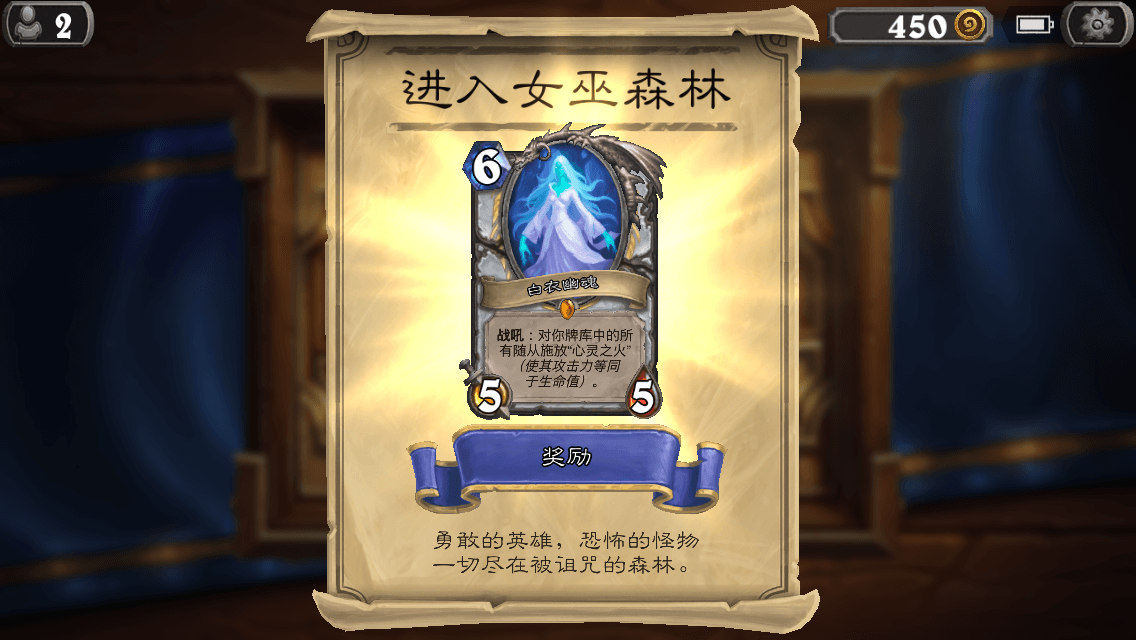 2
450
进入女巫森林
6
白衣幽魂
战吼：对你牌库中的所
有随从施放“心灵之火”
（使其攻击力等同
于生命值）。
5
5
奖励
勇敢的英雄，恐怖的怪物
一切尽在被诅咒的森林。